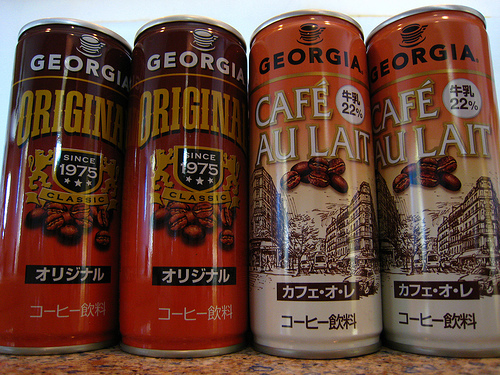 GEORGIA
ORIGINA
SINCE
1975
CLASSIC
オリジナル
コーヒー飲料
GEORGIA
ORIGINA
SINCE
1975
CLASSIC
オリジナル
コーヒー飲料
GEORGIA
CAFÉ
AU LAIT
牛乳
22%
カフェ・オ・レ
コーヒー飲料
GEORGIA
CAFÉ
AU LAIT
牛乳
22%
カフェ・オ・レ
コーヒー飲料